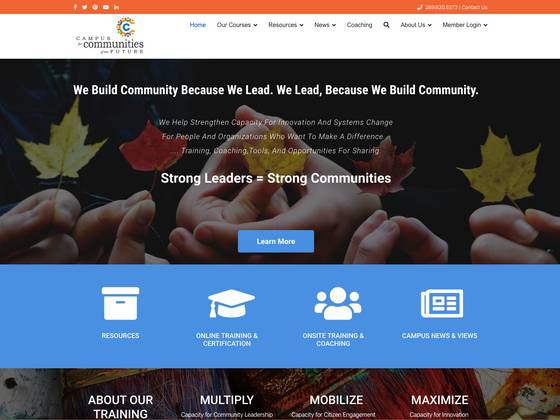 289.820.5373 | Contact Us
CAMPUS
for communities
of the FUTURE
Home
Our Courses
Resources
News
Coaching
About Us
Member Login
We Build Community Because We Lead. We Lead, Because We Build Community.
We Help Strengthen Capacity For Innovation And Systems Change
For People And Organizations Who Want To Make A Difference –
... Training, Coaching,Tools, And Opportunities For Sharing.
Strong Leaders = Strong Communities
Learn More
RESOURCES
ONLINE TRAINING &
CERTIFICATION
ONSITE TRAINING &
COACHING
CAMPUS NEWS & VIEWS
ABOUT OUR
TRAINING
MULTIPLY
Capacity for Community Leadership
MOBILIZE
Capacity for Citizen Engagement
MAXIMIZE
Capacity for Innovation